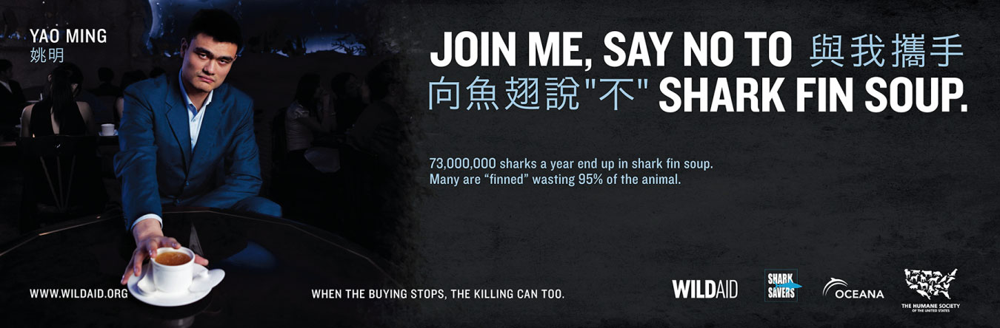 YAO MING
姚明
JOIN ME, SAY NO TO 與我攜手
向魚翅說"不" SHARK FIN SOUP.
73,000,000 sharks a year end up in shark fin soup.
Many are “finned” wasting 95% of the animal.
WWW.WILDAID.ORG
WHEN THE BUYING STOPS, THE KILLING CAN TOO.
WILDAID
SHARK
SAVERS
OCEANA
THE HUMANE SOCIETY
OF THE UNITED STATES